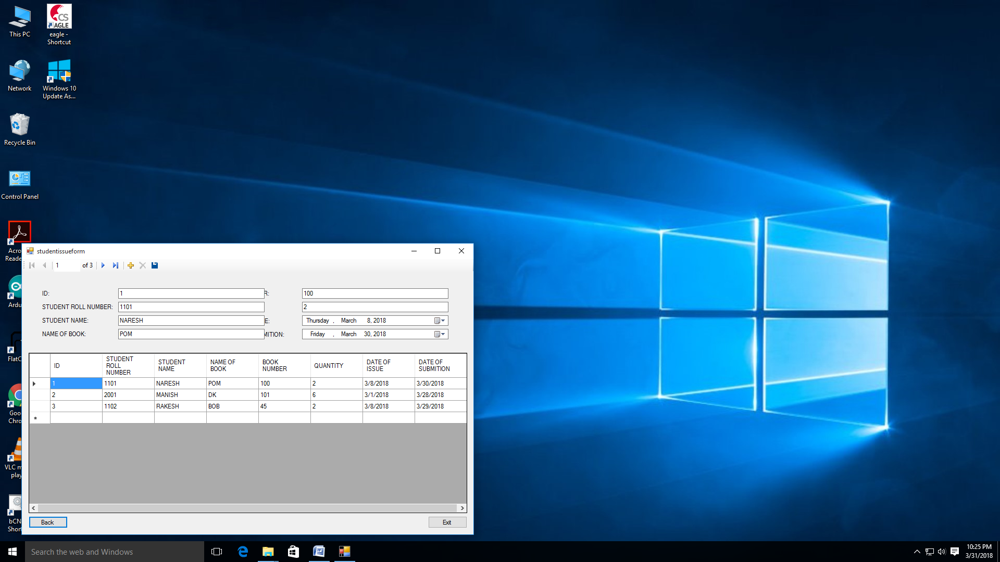 This PC
CS
AGLE
eagle -
Shortcut
Network
Windows 10
Update As...
Recycle Bin
Control Panel
Acro
Reade
Ardu
FlatC
Goo
Chro
VLC m
play
bCN
Short
studentissueform
1 of 3
ID: 1 R: 100
STUDENT ROLL NUMBER: 1101 2
STUDENT NAME: NARESH E: Thursday , March 8, 2018
NAME OF BOOK: POM MITION: Friday , March 30, 2018
ID STUDENT ROLL NUMBER STUDENT NAME NAME OF BOOK BOOK NUMBER QUANTITY DATE OF ISSUE DATE OF SUBMITION
1 1101 NARESH POM 100 2 3/8/2018 3/30/2018
2 2001 MANISH DK 101 6 3/1/2018 3/28/2018
3 1102 RAKESH BOB 45 2 3/8/2018 3/29/2018
Back Exit
Search the web and Windows
10:25 PM
3/31/2018